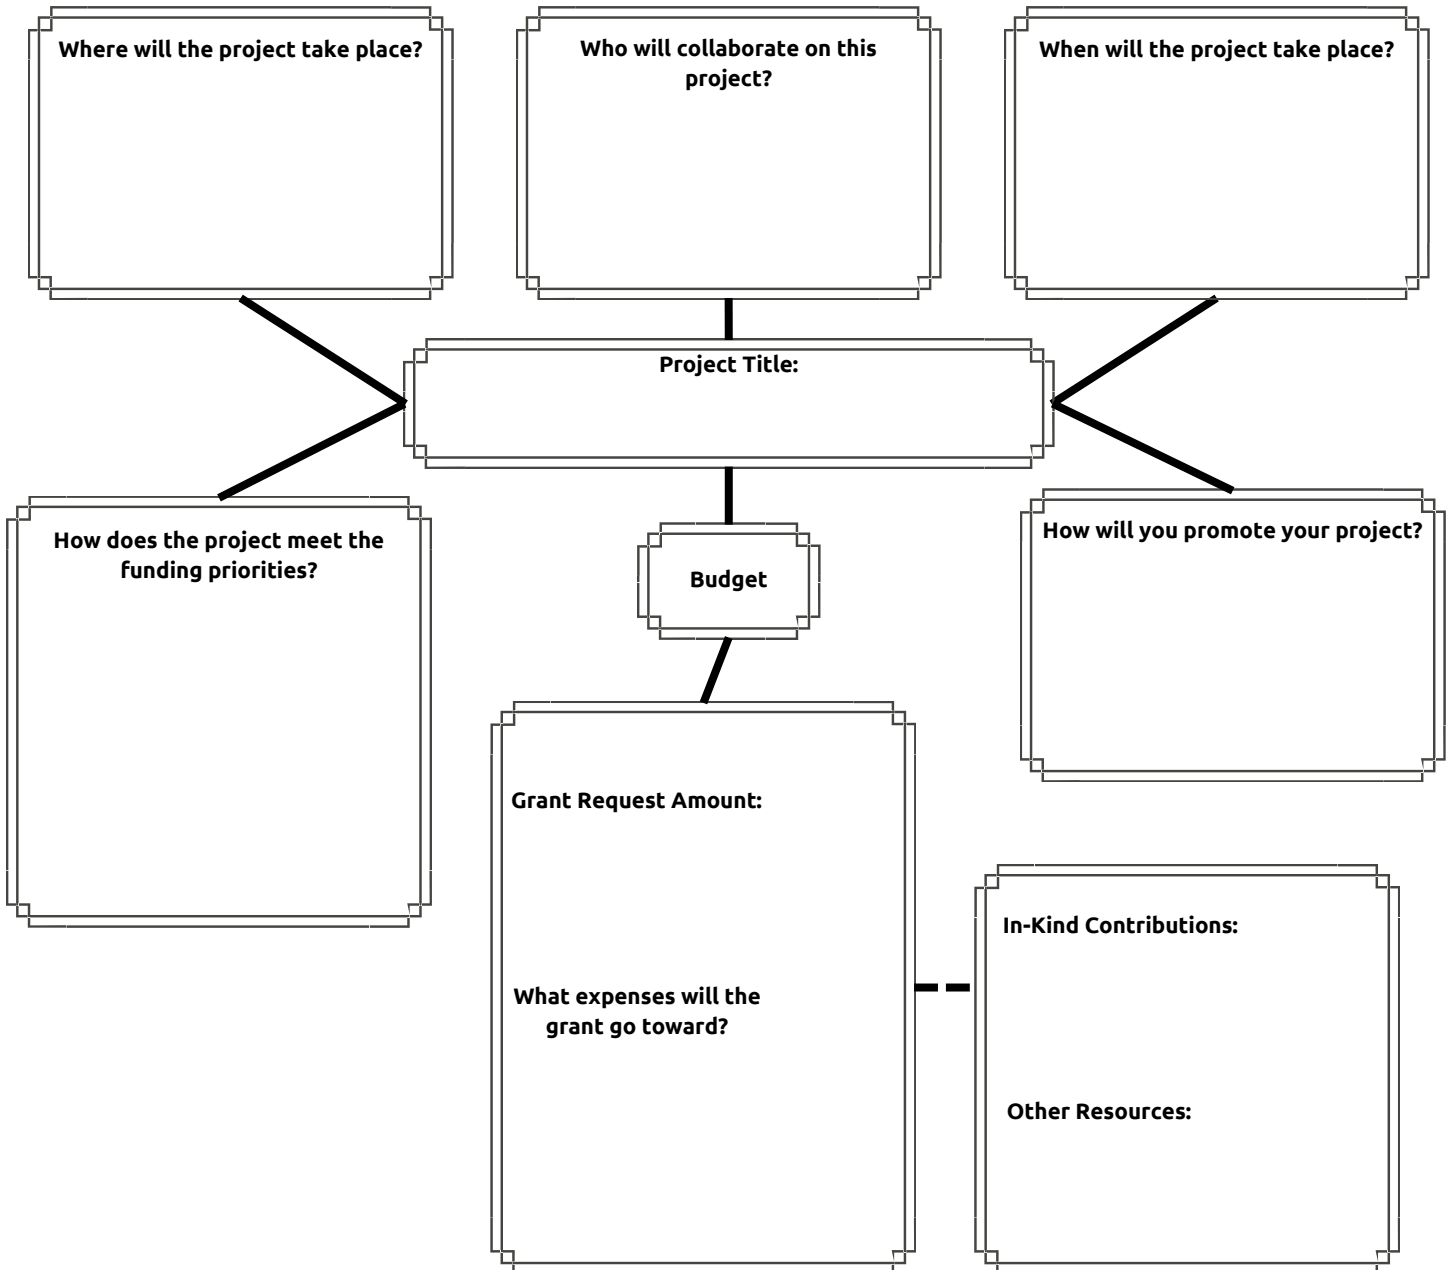 Where will the project take place?
Who will collaborate on this
project?
When will the project take place?
Project Title:
How does the project meet the
funding priorities?
Budget
How will you promote your project?
Grant Request Amount:
What expenses will the
grant go toward?
In-Kind Contributions:
Other Resources: